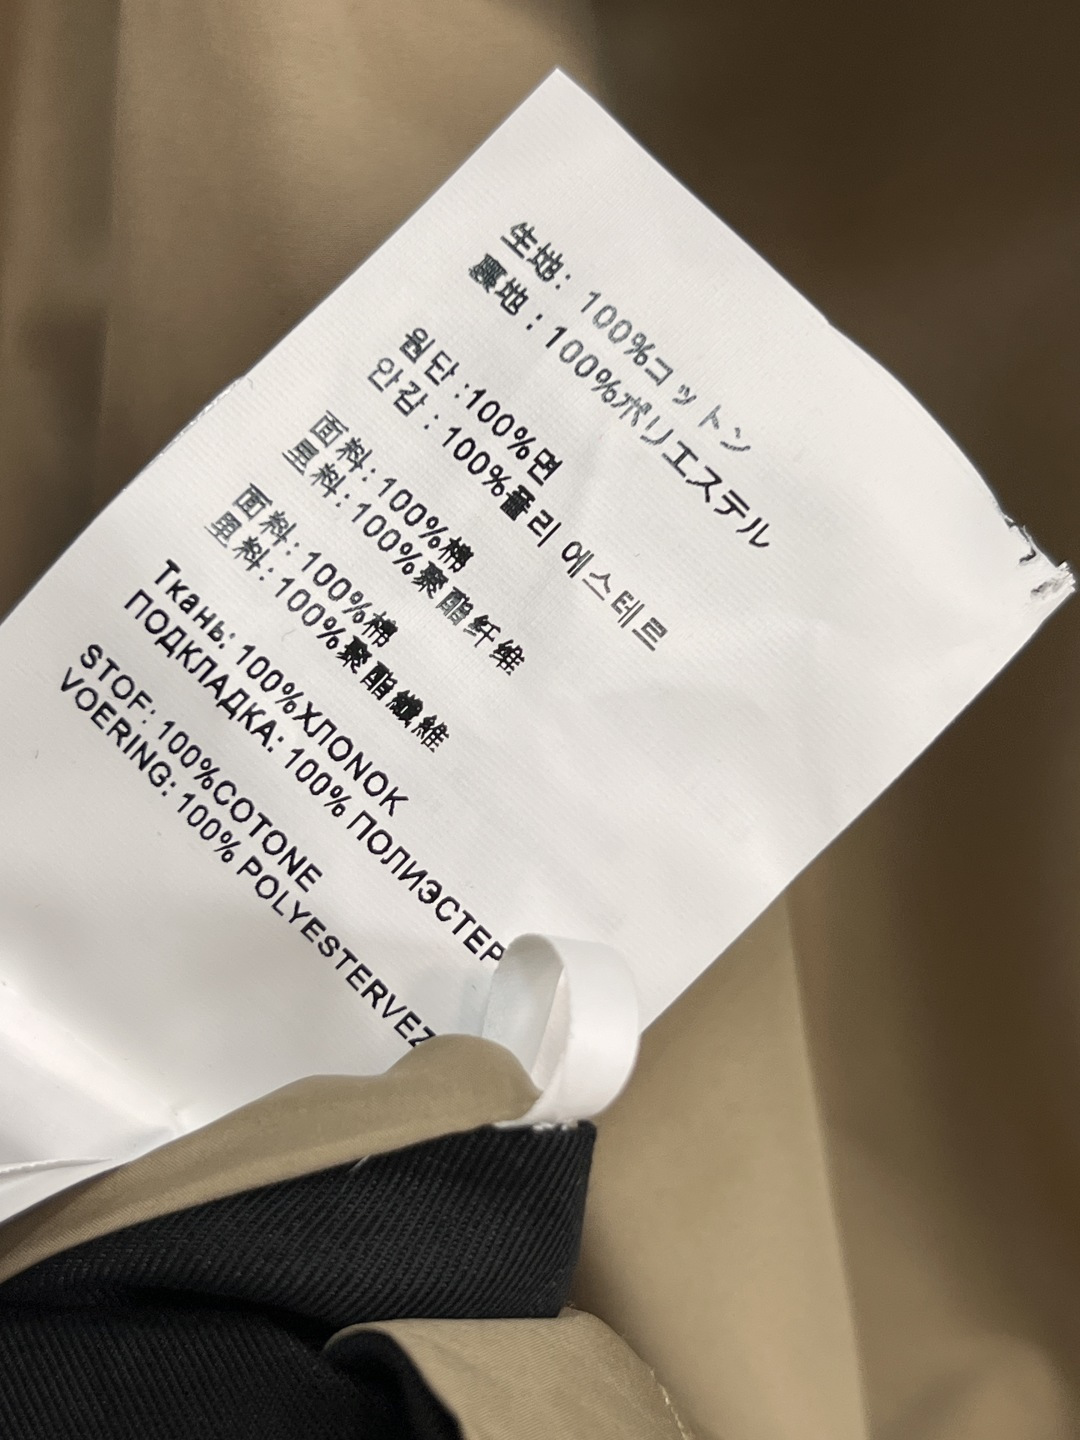 生地: 100%コットン
裏地: 100%ポリエステル
원단:100%면
안감: 100%폴리 에스테르
面料: 100%棉
里料: 100%聚酯纤维
面料: 100%棉
里料: 100%聚酯纖維
Ткань: 100%ХЛОNОК
ПОДКЛАДКА: 100% ПОЛИЭСТЕР
STOF: 100%COTONE
VOERING: 100% POLYESTERVEZ